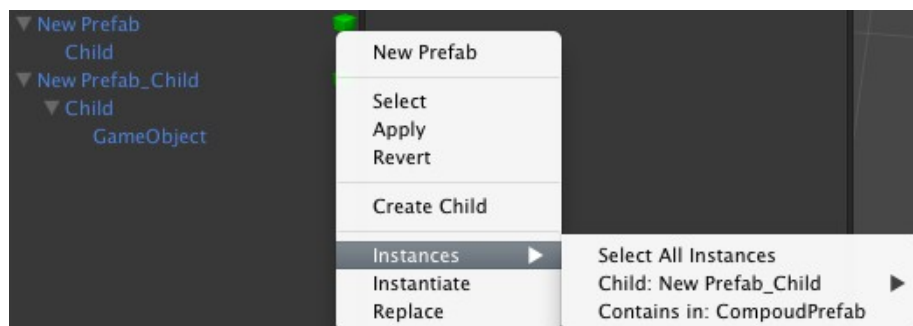 New Prefab
Child
New Prefab_Child
Child
GameObject
New Prefab
Select
Apply
Revert
Create Child
Instances
Instantiate
Replace
Select All Instances
Child: New Prefab_Child
Contains in: CompoudPrefab